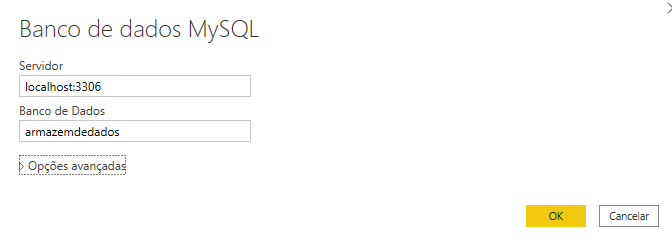 Banco de dados MySQL
Servidor
localhost:3306
Banco de Dados
armazemdedados
Opções avançadas
OK
Cancelar